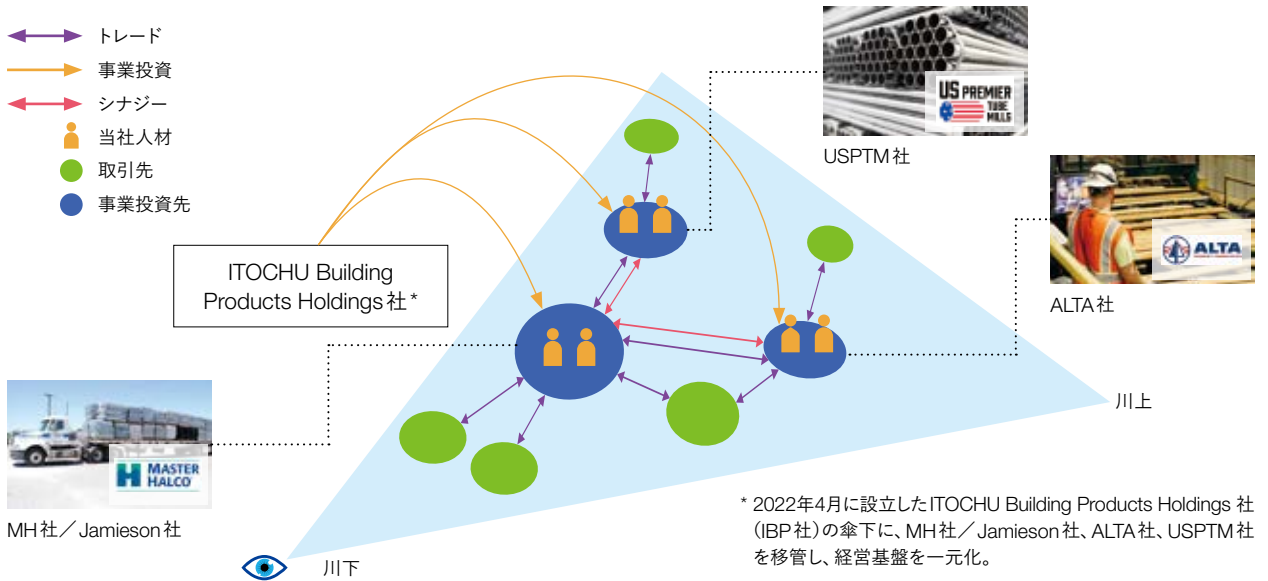 トレード
事業投資
シナジー
当社人材
取引先
事業投資先
US PREMIER
TUBE
MILLS
USPTM社
ALTA
ALTA社
ITOCHU Building
Products Holdings社*
MASTER
HALCO
MH社／Jamieson社
川上
川下
* 2022年4月に設立したITOCHU Building Products Holdings 社
（IBP社）の傘下に、MH社／Jamieson社、ALTA社、USPTM社
を移管し、経営基盤を一元化。